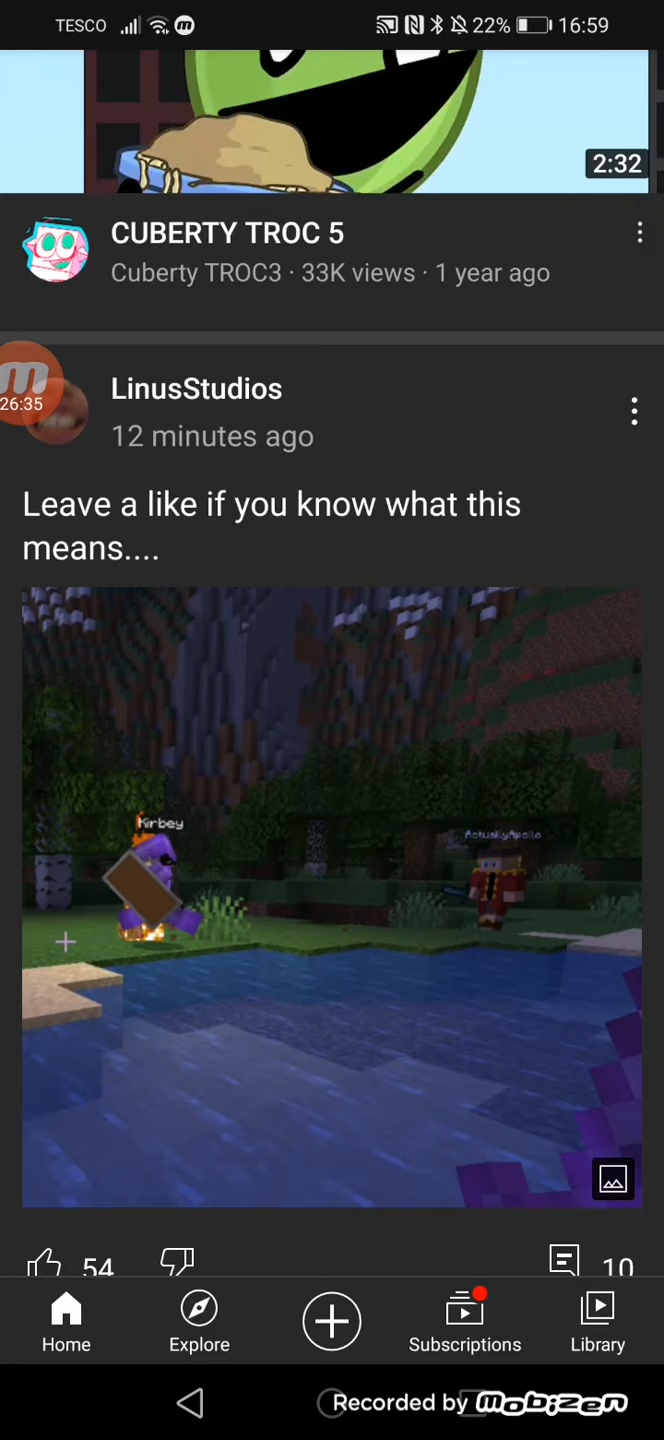 TESCO 22% 16:59
2:32
CUBERTY TROC 5
Cuberty TROC3 · 33K views · 1 year ago
26:35
LinusStudios
12 minutes ago
Leave a like if you know what this
means....
Kirbey
ActuallyApollo
54
10
Home
Explore
Subscriptions
Library
Recorded by mobizen